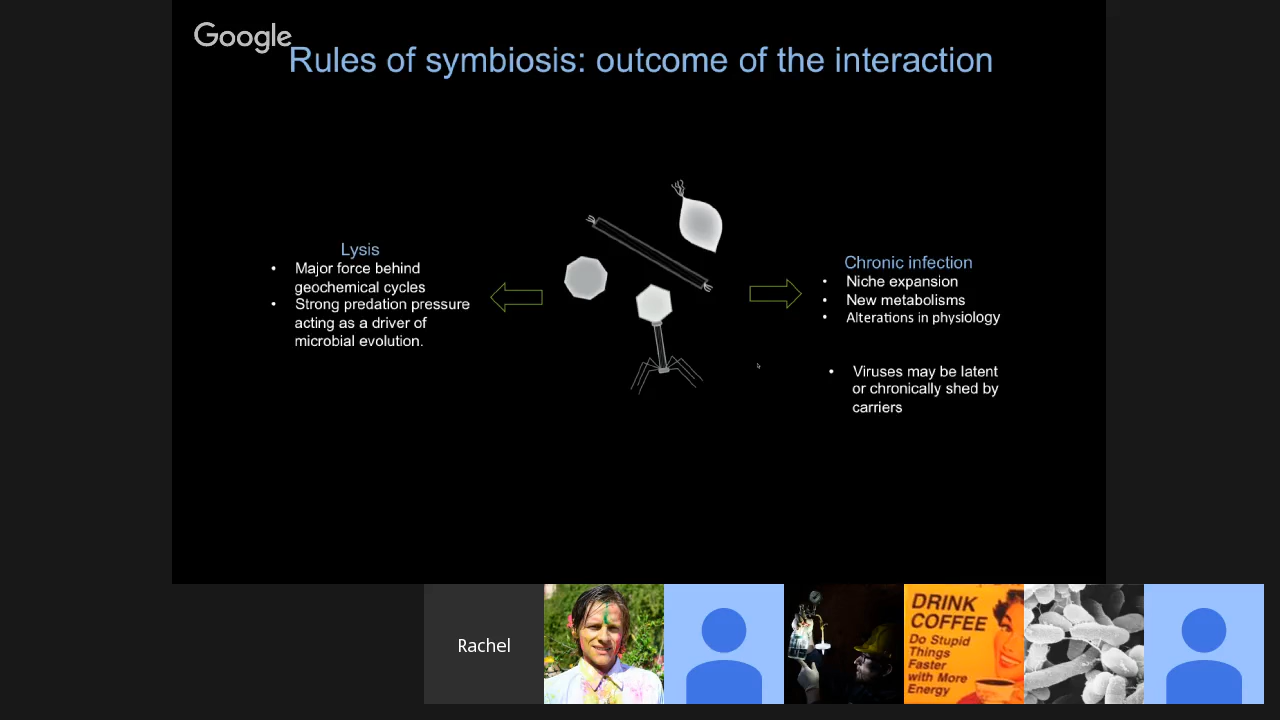 Google
Rules of symbiosis: outcome of the interaction
Lysis
• Major force behind
geochemical cycles
• Strong predation pressure
acting as a driver of
microbial evolution.
Chronic infection
• Niche expansion
• New metabolisms
• Alterations in physiology
• Viruses may be latent
or chronically shed by
carriers
Rachel
DRINK
COFFEE
Do Stupid
Things
Faster
with More
Energy